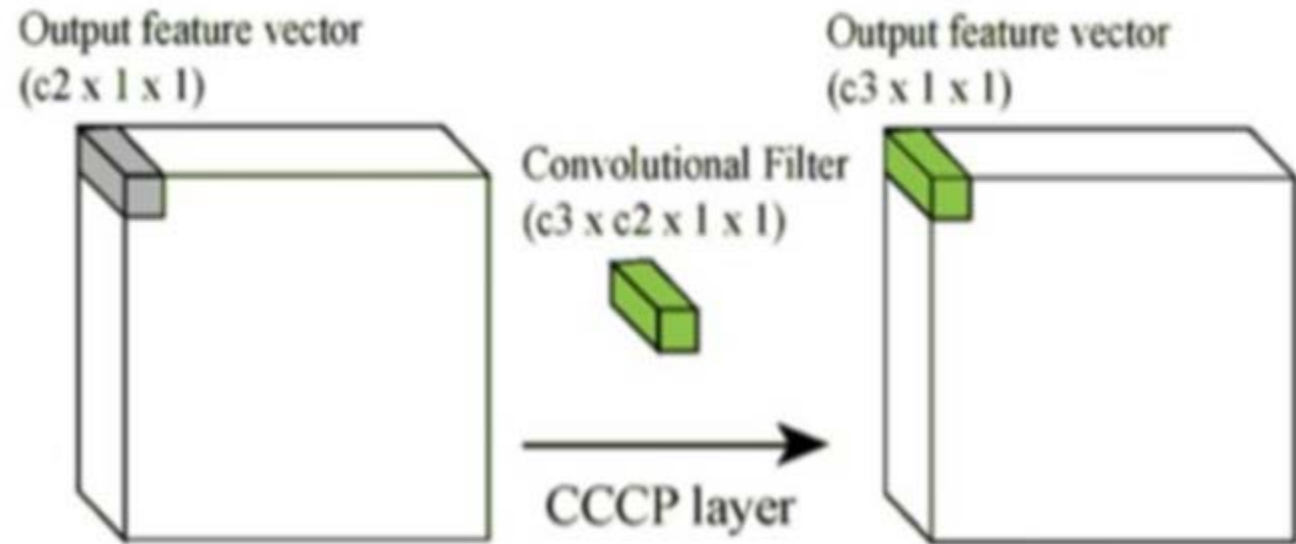 Output feature vector
(c2 x 1 x 1)
Output feature vector
(c3 x 1 x 1)
Convolutional Filter
(c3 x c2 x 1 x 1)
CCCP layer